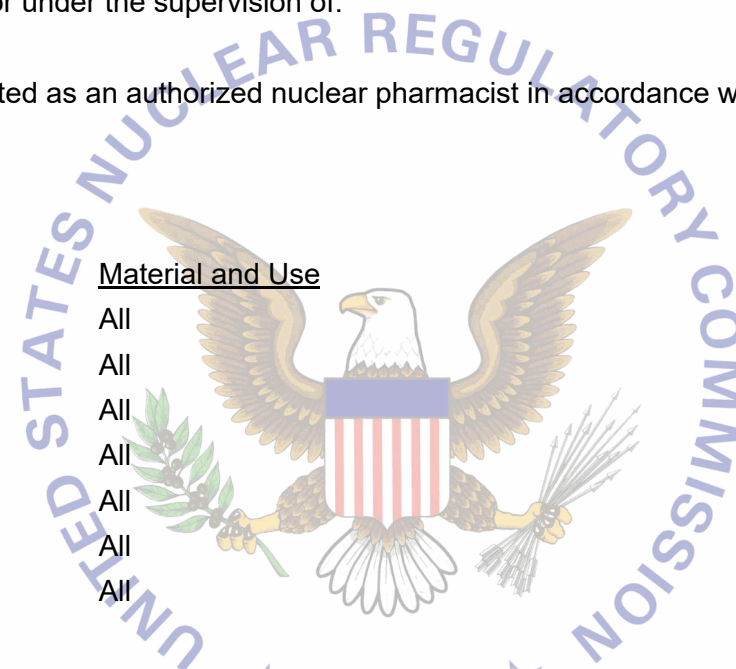 or under the supervision of:
ted as an authorized nuclear pharmacist in accordance w
Material and Use
All
All
All
All
All
All
All
UNITED STATES NUCLEAR REGULATORY COMMISSION